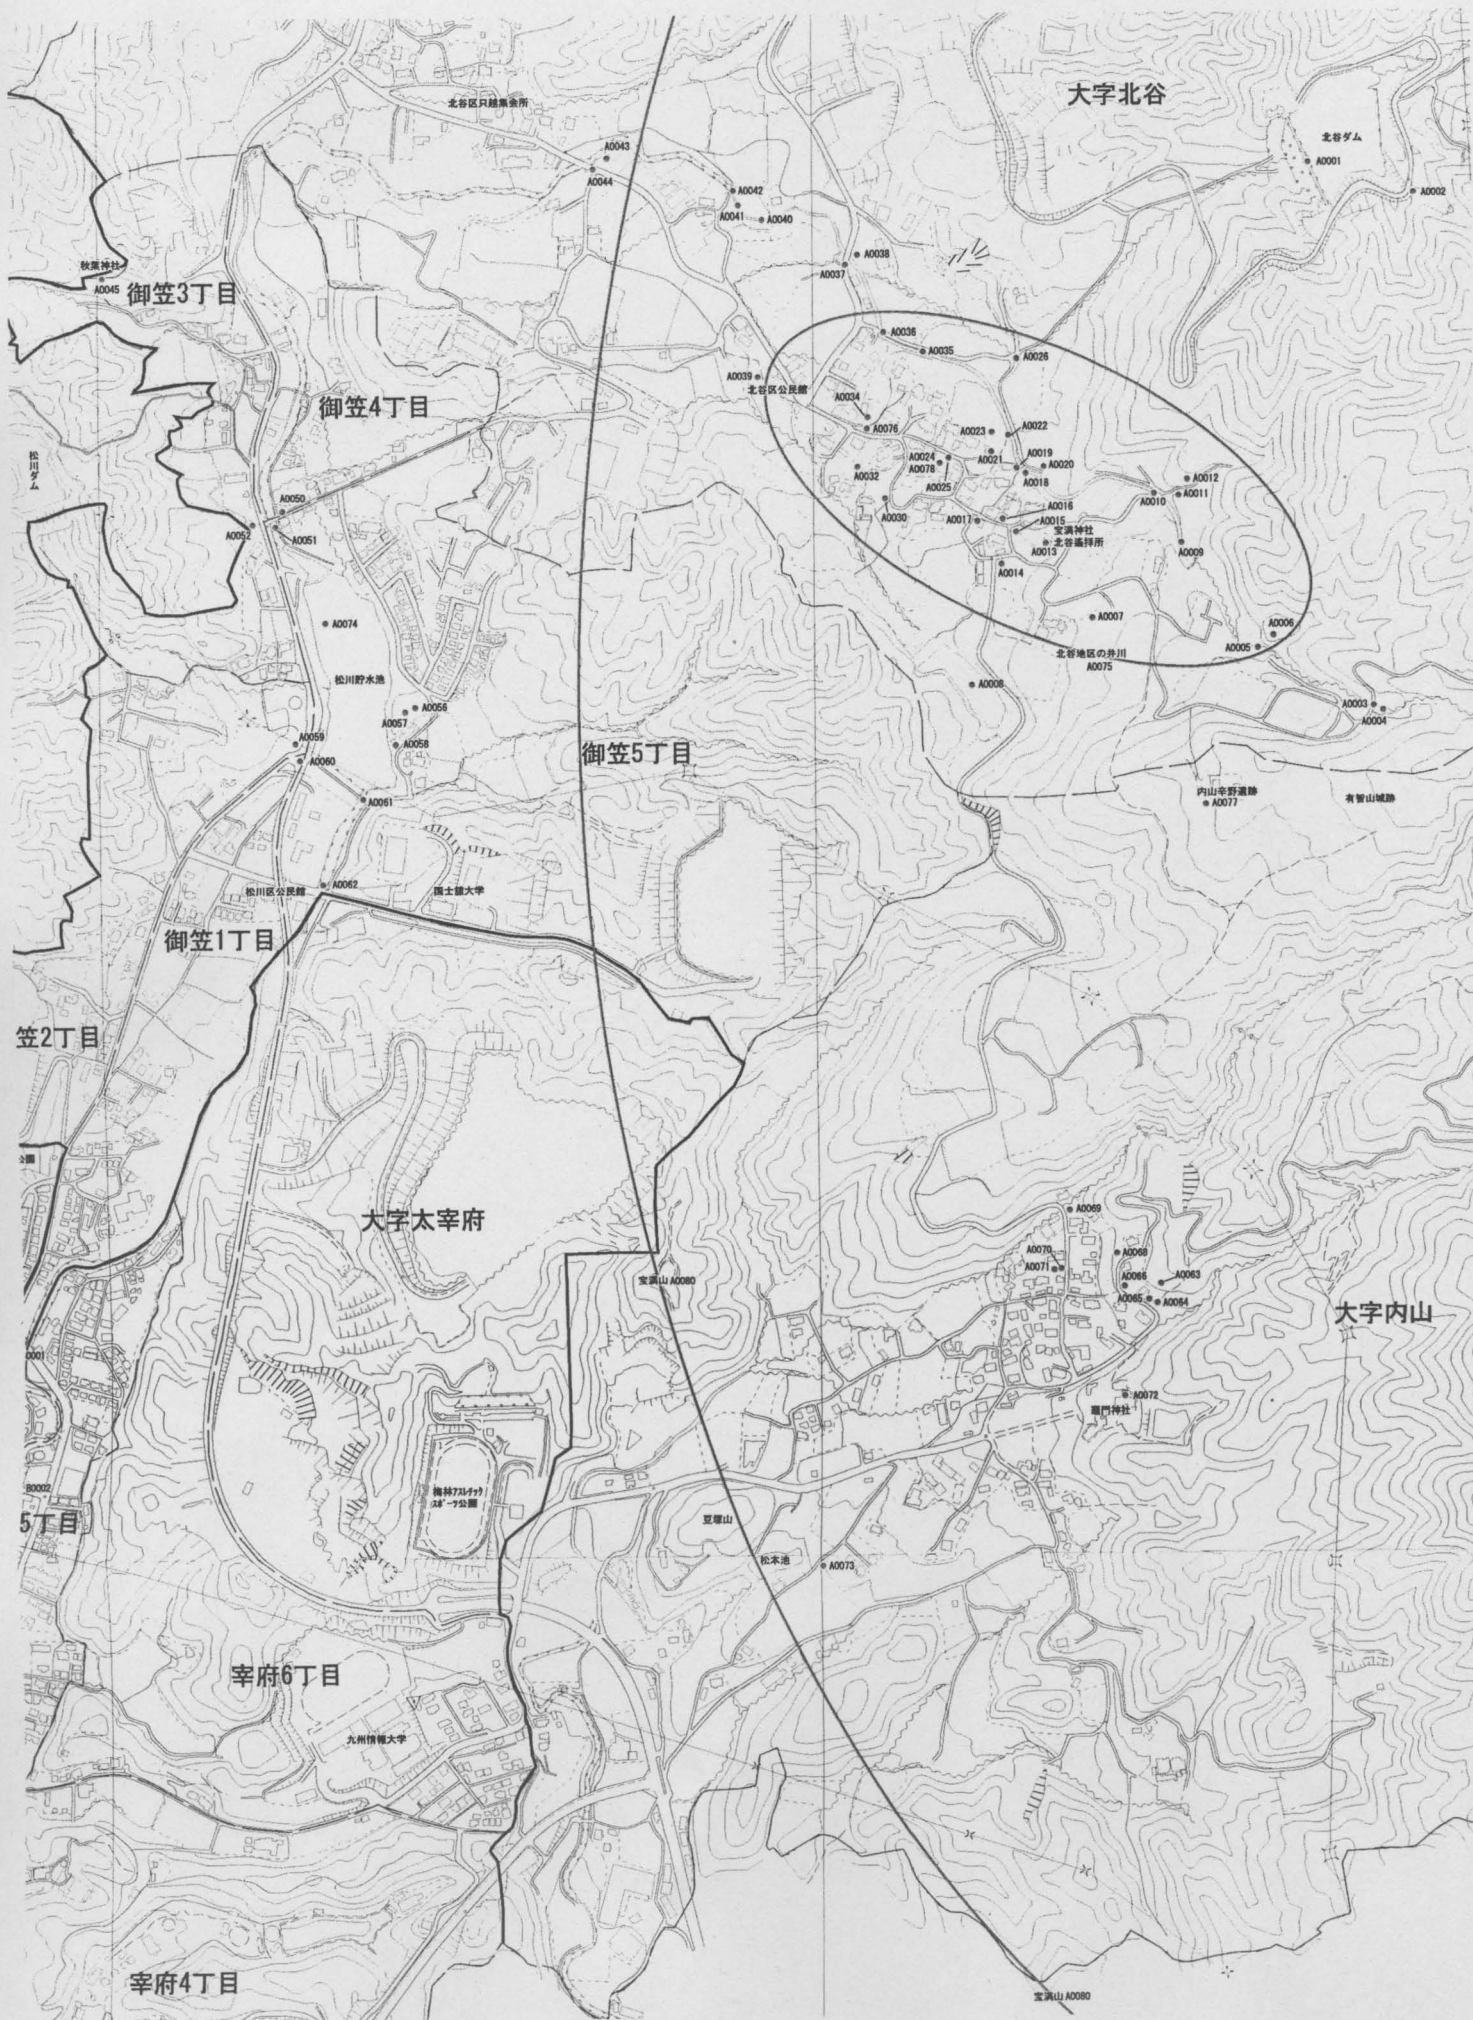 大字北谷
北谷区只越集会所
北谷ダム
A0001
A0002
A0043
A0044
A0042
A0041
A0040
A0038
A0037
秋葉神社
A0045
御笠3丁目
A0036
A0035
A0026
A0039
北谷区公民館
御笠4丁目
A0034
A0076
A0023
A0022
松川ダム
A0024
A0078
A0021
A0019
A0020
A0018
A0032
A0025
A0012
A0010
A0011
A0030
A0050
A0052
A0051
A0017
A0016
A0015
宝満神社
北谷遙拝所
A0013
A0009
A0014
A0074
A0007
A0006
A0005
北谷地区の井川
A0075
松川貯水池
A0008
A0056
A0057
A0003
A0004
A0059
A0058
A0060
御笠5丁目
A0061
内山辛野遺跡
A0077
有智山城跡
A0062
松川区公民館
国士舘大学
御笠1丁目
笠2丁目
公園
大字太宰府
A0069
A0070
A0071
A0068
A0066
A0063
A0065
A0064
宝満山 A0080
大字内山
0001
A0072
竈門神社
B0002
5丁目
梅林アスレチック
スポーツ公園
豆塚山
松本池
A0073
宰府6丁目
九州情報大学
宰府4丁目
宝満山 A0080